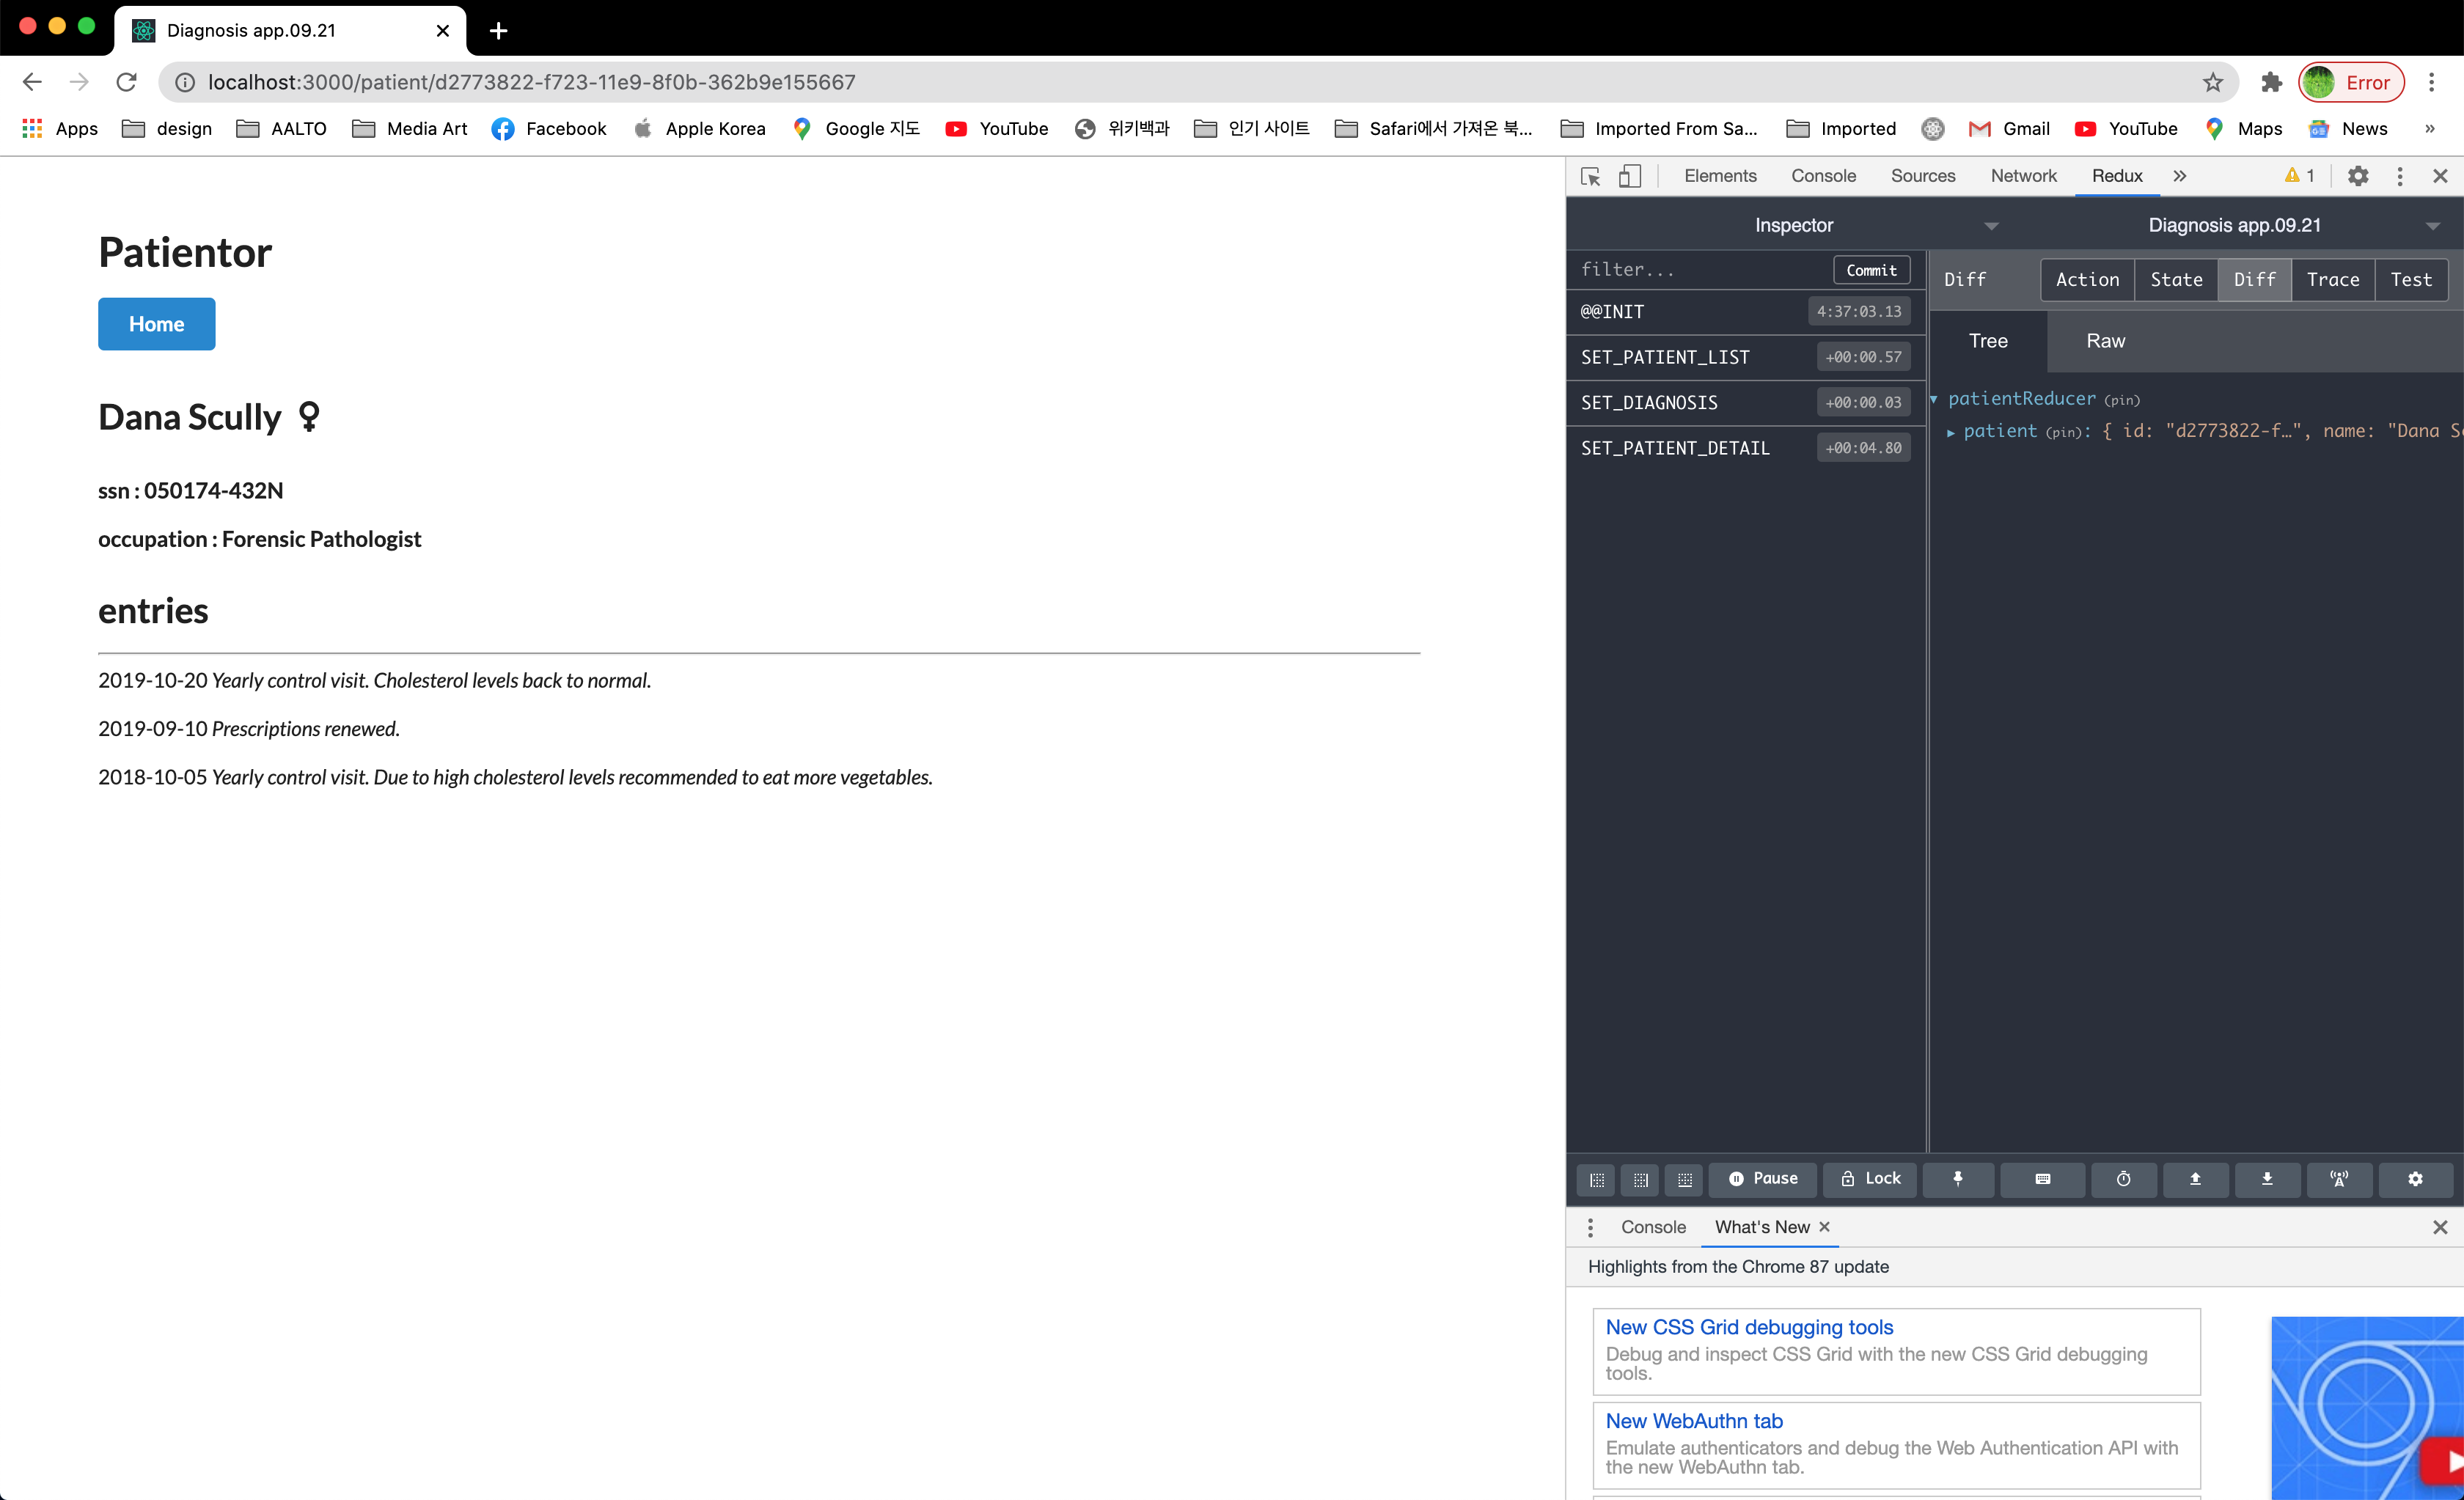 Diagnosis app.09.21
localhost:3000/patient/d2773822-f723-11e9-8f0b-362b9e155667
Error
Apps design AALTO Media Art Facebook Apple Korea Google 지도 YouTube 위키백과 인기 사이트 Safari에서 가져온 북... Imported From Sa... Imported Gmail YouTube Maps News »
Patientor
Home
Dana Scully
ssn : 050174-432N
occupation : Forensic Pathologist
entries
2019-10-20 Yearly control visit. Cholesterol levels back to normal.
2019-09-10 Prescriptions renewed.
2018-10-05 Yearly control visit. Due to high cholesterol levels recommended to eat more vegetables.
Elements Console Sources Network Redux » 1
Inspector Diagnosis app.09.21
filter... Commit
@@INIT 4:37:03.13
SET_PATIENT_LIST +00:00.57
SET_DIAGNOSIS +00:00.03
SET_PATIENT_DETAIL +00:04.80
Diff Action State Diff Trace Test
Tree Raw
patientReducer (pin)
patient (pin): { id: "d2773822-f…", name: "Dana S
Pause Lock
Console What's New
Highlights from the Chrome 87 update
New CSS Grid debugging tools
Debug and inspect CSS Grid with the new CSS Grid debugging
tools.
New WebAuthn tab
Emulate authenticators and debug the Web Authentication API with
the new WebAuthn tab.